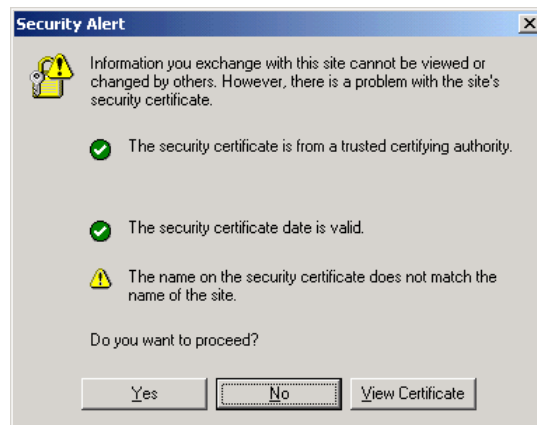 Security Alert
Information you exchange with this site cannot be viewed or
changed by others. However, there is a problem with the site's
security certificate.
The security certificate is from a trusted certifying authority.
The security certificate date is valid.
The name on the security certificate does not match the
name of the site.
Do you want to proceed?
Yes No View Certificate